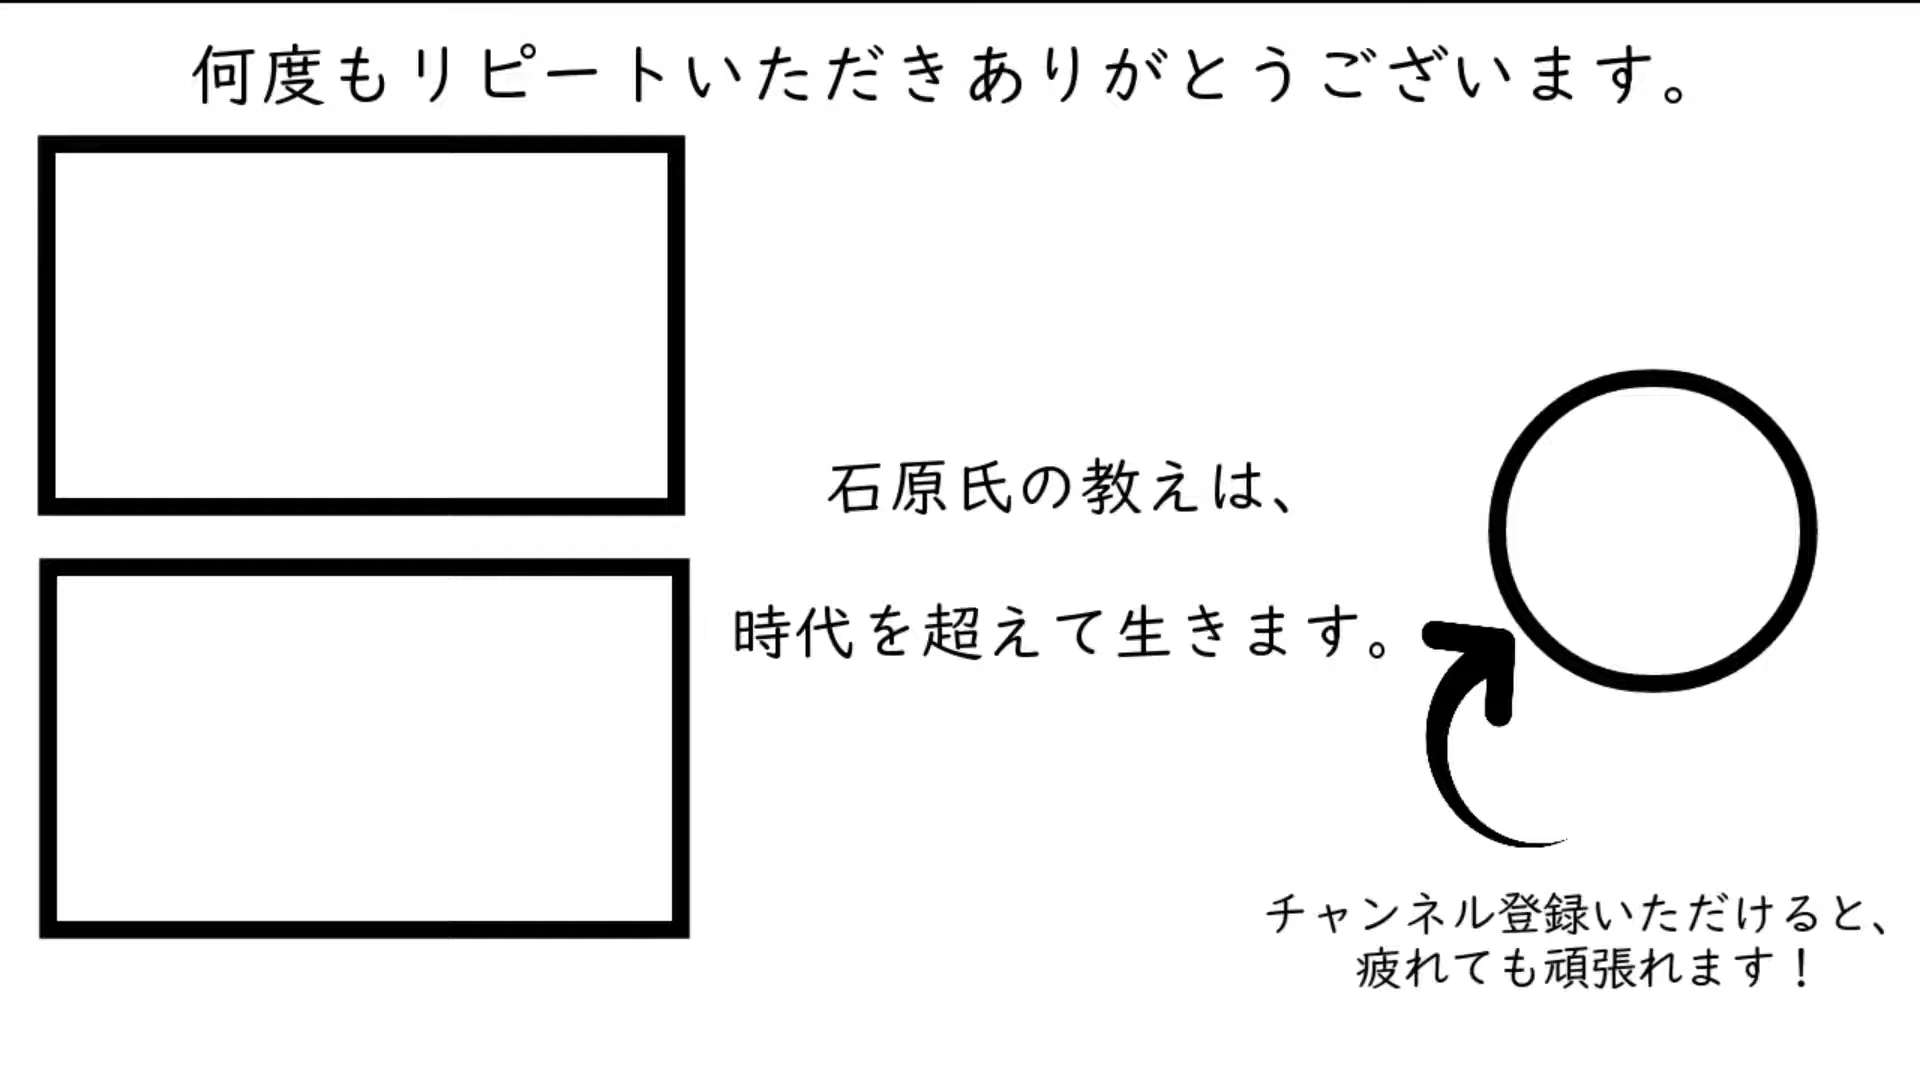 何度もリピートいただきありがとうございます。
石原氏の教えは、
時代を超えて生きます。
チャンネル登録いただけると、
疲れても頑張れます！